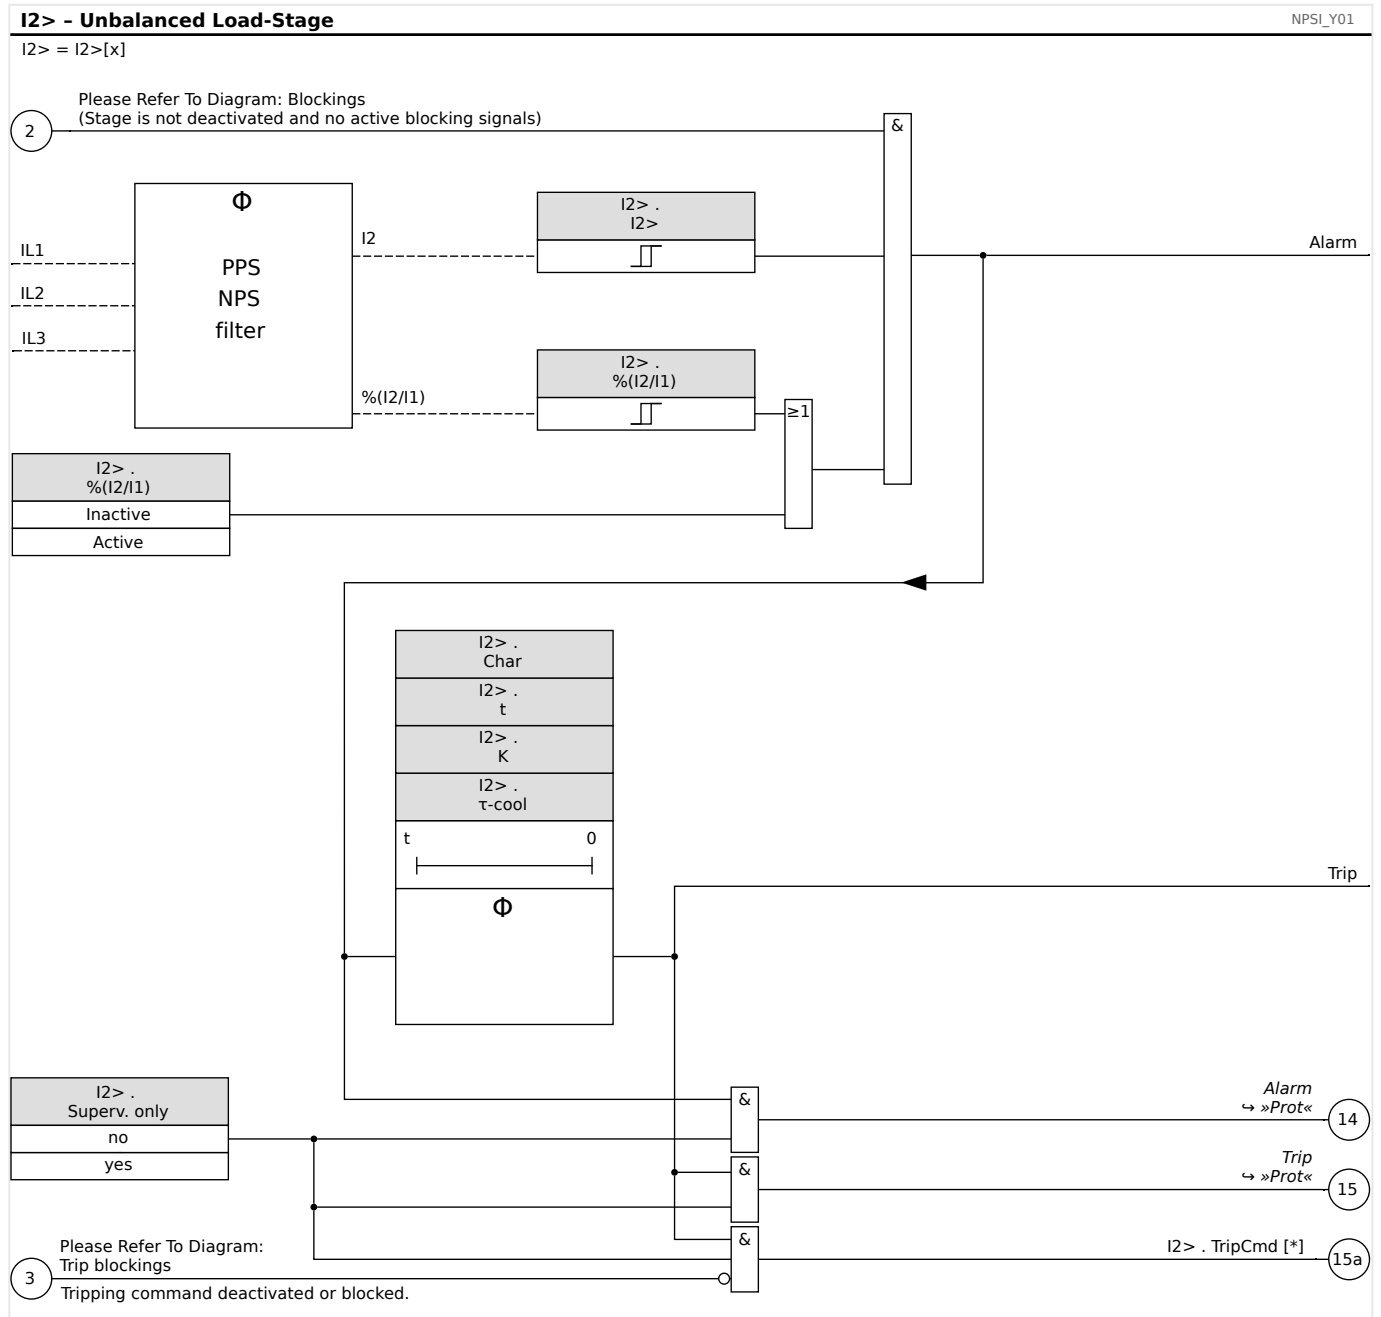 I2> – Unbalanced Load-Stage
NPSI_Y01
I2> = I2>[x]
Please Refer To Diagram: Blockings
(Stage is not deactivated and no active blocking signals)
2
&
Φ
PPS
NPS
filter
IL1
IL2
IL3
I2
I2> .
I2>
Alarm
%(I2/I1)
I2> .
%(I2/I1)
≥1
I2> .
%(I2/I1)
Inactive
Active
I2> .
Char
I2> .
t
I2> .
K
I2> .
τ-cool
t 0
Φ
Trip
I2> .
Superv. only
no
yes
&
Alarm
↪ »Prot«
14
&
Trip
↪ »Prot«
15
&
I2> . TripCmd [*]
15a
Please Refer To Diagram:
Trip blockings
3
Tripping command deactivated or blocked.